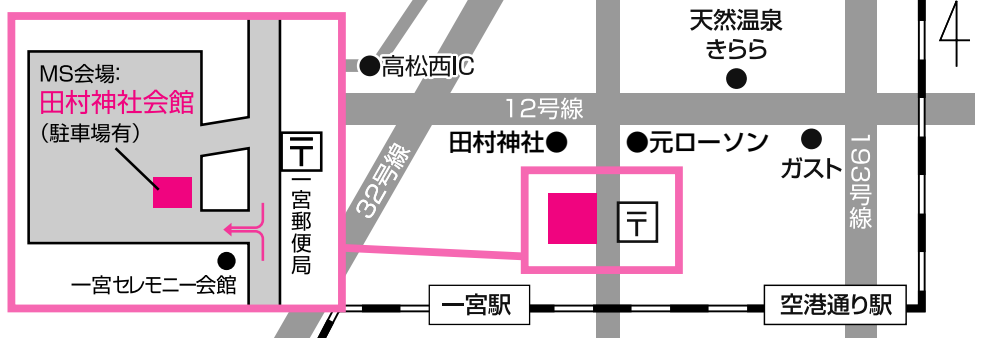 MS会場:
田村神社会館
（駐車場有）
〒
一宮郵便局
一宮セレモニー会館
高松西IC
天然温泉
きらら
12号線
田村神社
元ローソン
ガスト
32号線
193号線
〒
一宮駅
空港通り駅
4